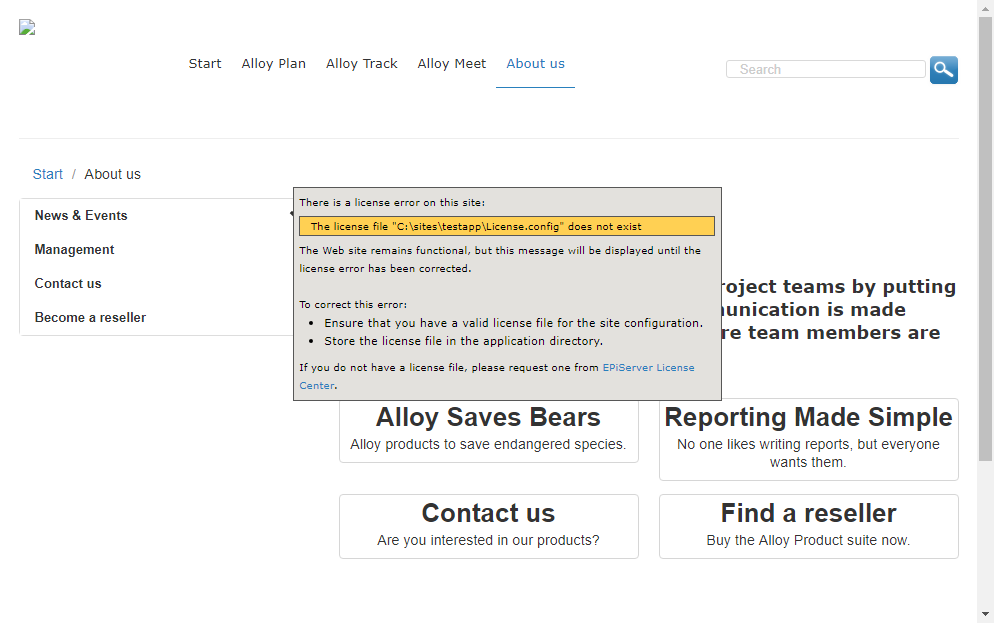 Start Alloy Plan Alloy Track Alloy Meet About us
Search
Start / About us
News & Events
Management
Contact us
Become a reseller
There is a license error on this site:
The license file "C:\sites\testapp\License.config" does not exist
The Web site remains functional, but this message will be displayed until the
license error has been corrected.
To correct this error:
• Ensure that you have a valid license file for the site configuration.
• Store the license file in the application directory.
If you do not have a license file, please request one from EPiServer License
Center.
teams by putting
is made
team members are
Alloy Saves Bears
Alloy products to save endangered species.
Reporting Made Simple
No one likes writing reports, but everyone
wants them.
Contact us
Are you interested in our products?
Find a reseller
Buy the Alloy Product suite now.